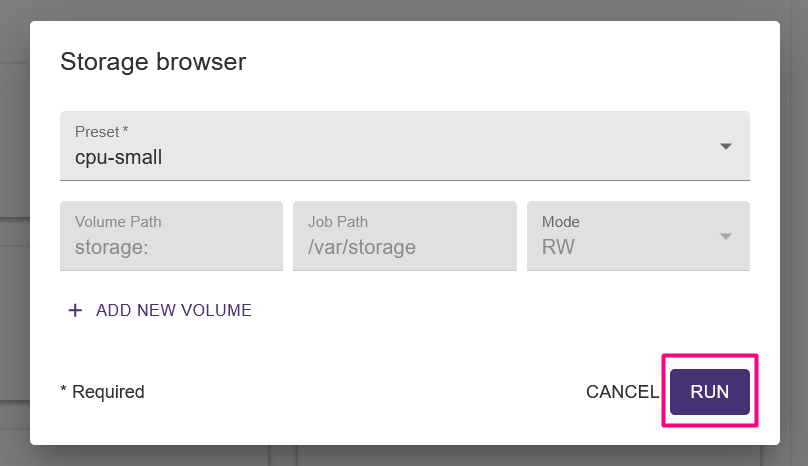 Storage browser
Preset *
cpu-small
Volume Path
storage:
Job Path
/var/storage
Mode
RW
+ ADD NEW VOLUME
* Required
CANCEL
RUN